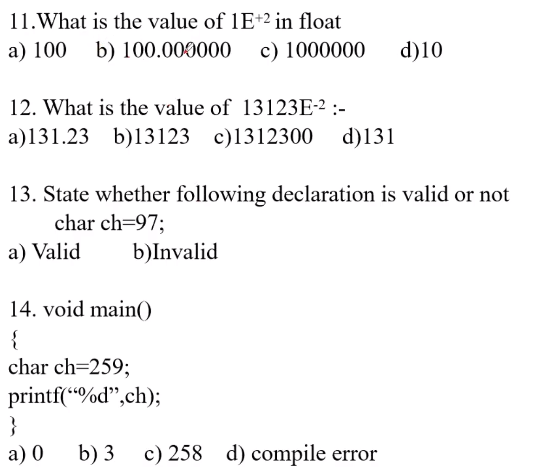 11.What is the value of 1E⁺² in float
a) 100 b) 100.000000 c) 1000000 d)10
12. What is the value of 13123E⁻² :-
a)131.23 b)13123 c)1312300 d)131
13. State whether following declaration is valid or not
char ch=97;
a) Valid b)Invalid
14. void main()
{
char ch=259;
printf(“%d”,ch);
}
a) 0 b) 3 c) 258 d) compile error